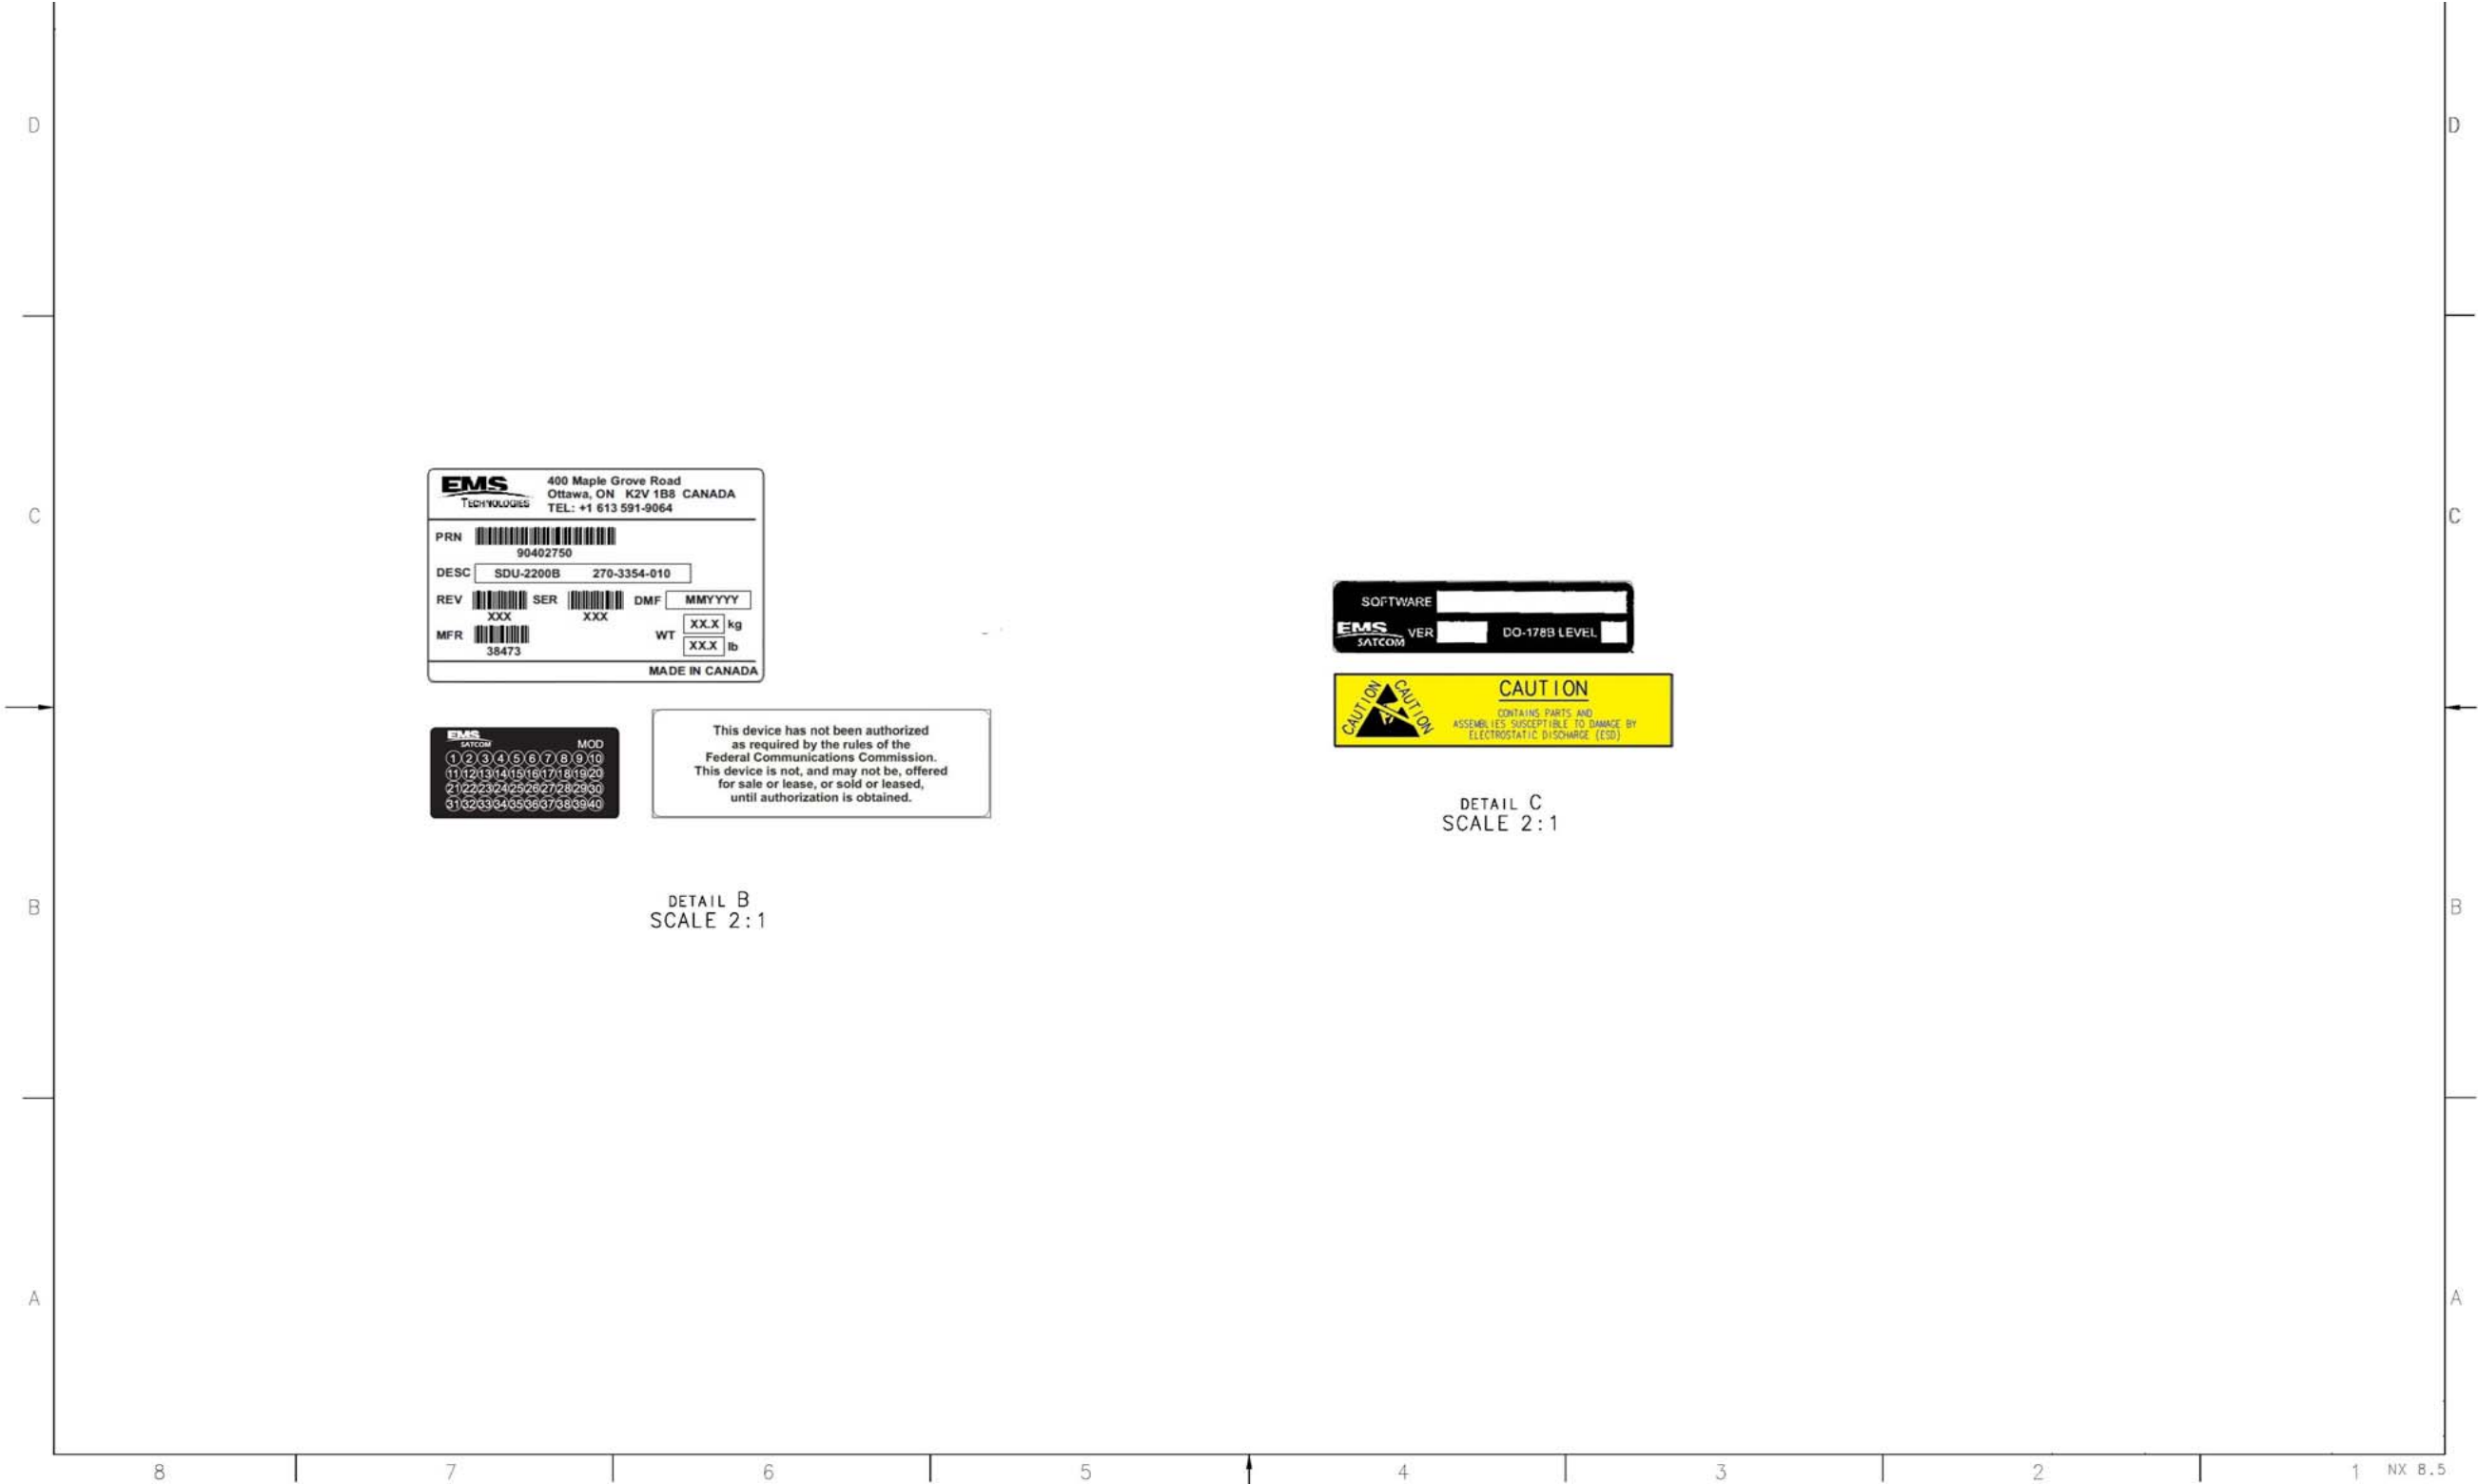 D
D
EMS
TECHNOLOGIES
400 Maple Grove Road
Ottawa, ON K2V 1B8 CANADA
TEL: +1 613 591-9064
C
C
PRN
90402750
DESC SDU-2200B 270-3354-010
REV XXX SER XXX DMF MMYYYY
MFR 38473
WT XX.X kg
XX.X lb
MADE IN CANADA
SOFTWARE
EMS
SATCOM
VER DO-178B LEVEL
CAUTION
CAUTION
CAUTION
CAUTION
CONTAINS PARTS AND
ASSEMBLIES SUSCEPTIBLE TO DAMAGE BY
ELECTROSTATIC DISCHARGE (ESD)
EMS
SATCOM
MOD
1 2 3 4 5 6 7 8 9 10
11 12 13 14 15 16 17 18 19 20
21 22 23 24 25 26 27 28 29 30
31 32 33 34 35 36 37 38 39 40
This device has not been authorized
as required by the rules of the
Federal Communications Commission.
This device is not, and may not be, offered
for sale or lease, or sold or leased,
until authorization is obtained.
DETAIL C
SCALE 2:1
DETAIL B
SCALE 2:1
B
B
A
A
8 7 6 5 4 3 2 1 NX 8.5